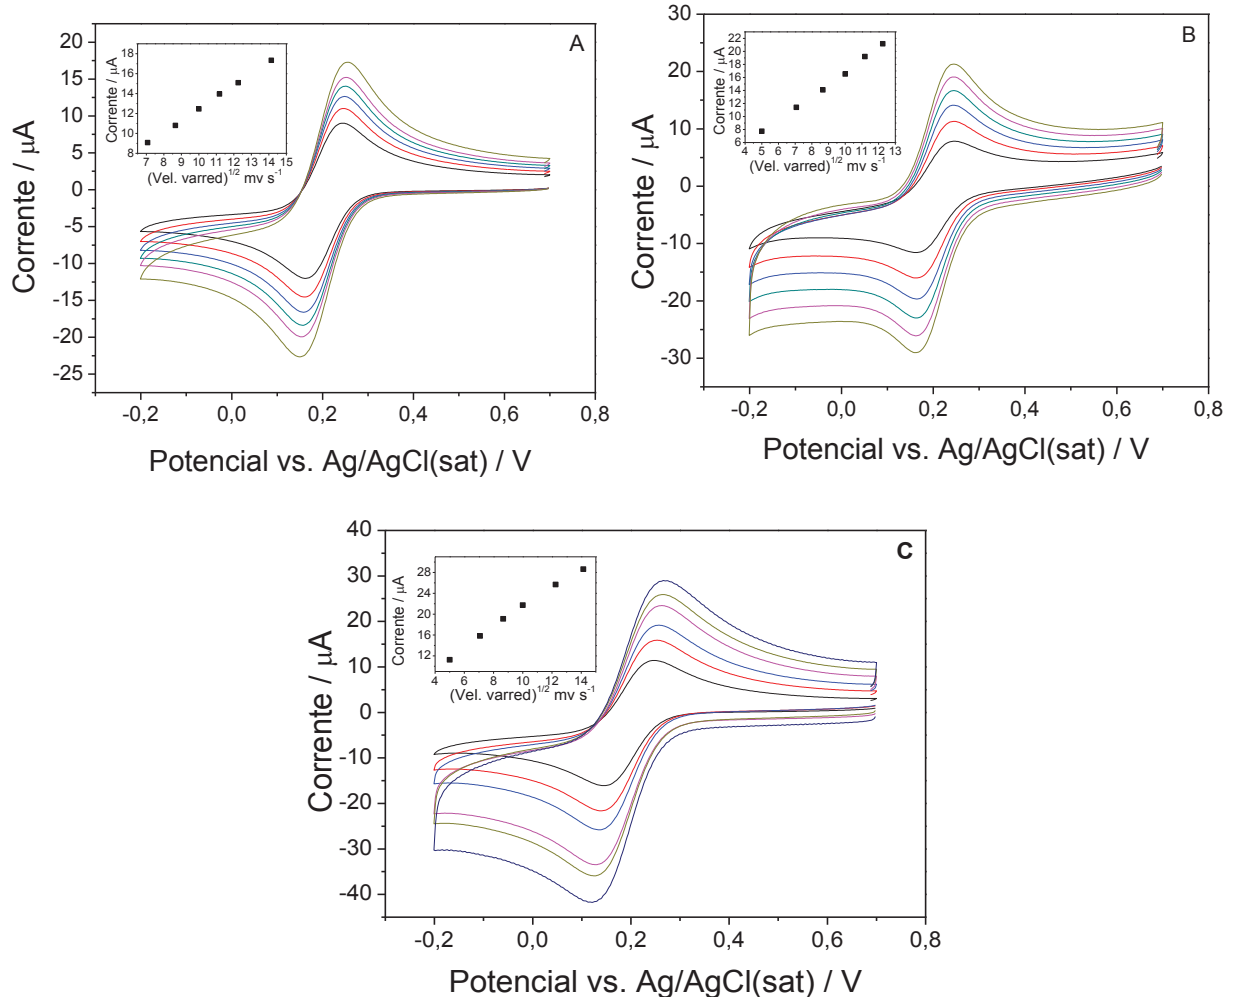 A
Corrente / μA
20
15
10
5
0
-5
-10
-15
-20
-25
-0,2 0,0 0,2 0,4 0,6 0,8
Potencial vs. Ag/AgCl(sat) / V
Corrente / μA
18
16
14
12
10
8
7 8 9 10 11 12 13 14 15
(Vel. varred)1/2 mv s-1
B
Corrente / μA
30
20
10
0
-10
-20
-30
-0,2 0,0 0,2 0,4 0,6 0,8
Potencial vs. Ag/AgCl(sat) / V
Corrente / μA
22
20
18
16
14
12
10
8
6
5 6 7 8 9 10 11 12 13
(Vel. varred)1/2 mv s-1
C
Corrente / μA
40
30
20
10
0
-10
-20
-30
-40
-0,2 0,0 0,2 0,4 0,6 0,8
Potencial vs. Ag/AgCl(sat) / V
Corrente / μA
28
24
20
16
12
4 6 8 10 12 14
(Vel. varred)1/2 mv s-1